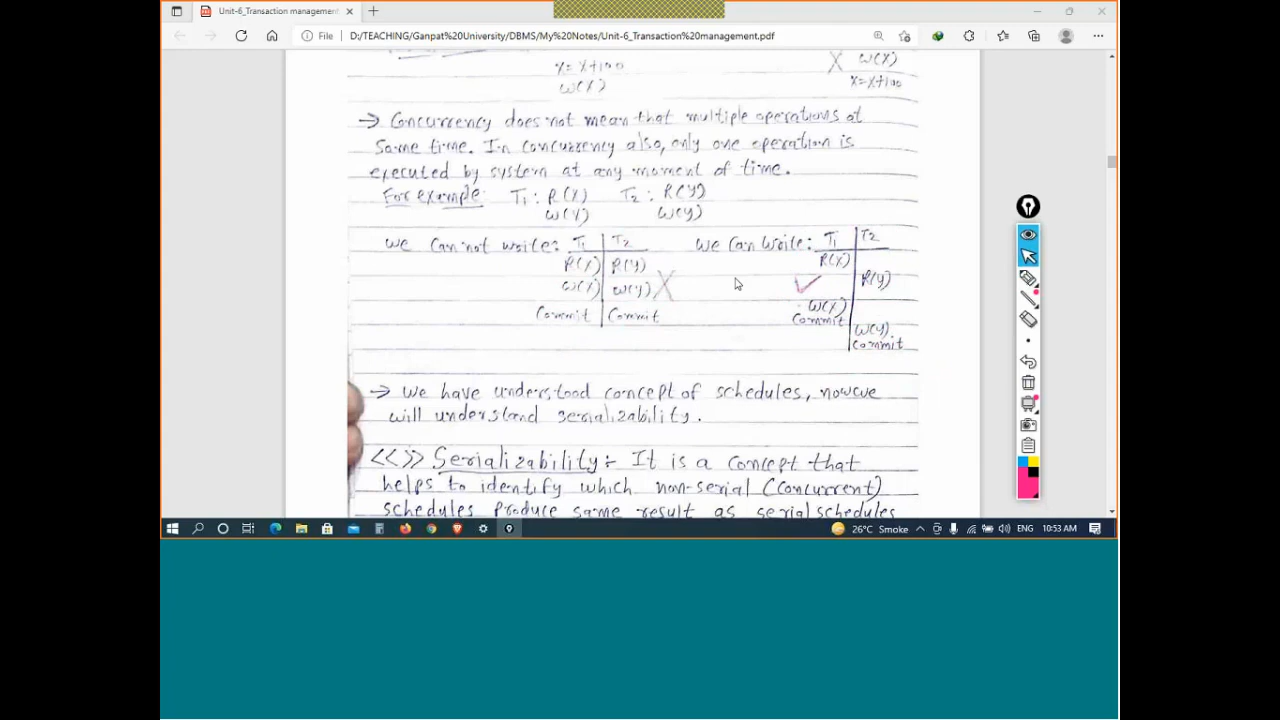 Unit-6_Transaction management
File D:/TEACHING/Ganpat%20University/DBMS/My%20Notes/Unit-6_Transaction%20management.pdf
x=x+100 X W(X)
W(X) x=x+100
→ Concurrency does not mean that multiple operations at
same time. In concurrency also, only one operation is
executed by system at any moment of time.
For example: T1: R(X) T2: R(Y)
W(X) W(Y)
we can not write: T1 T2 we can write: T1 T2
R(X) R(Y) R(X)
W(X) W(Y) X ✓ R(Y)
Commit Commit W(X)
Commit
W(Y)
Commit
→ we have understood concept of schedules, now we
will understand serializability.
<<>> Serializability:- It is a concept that
helps to identify which non-serial (concurrent)
schedules produce same result as serial schedules
26°C Smoke ENG 10:53 AM